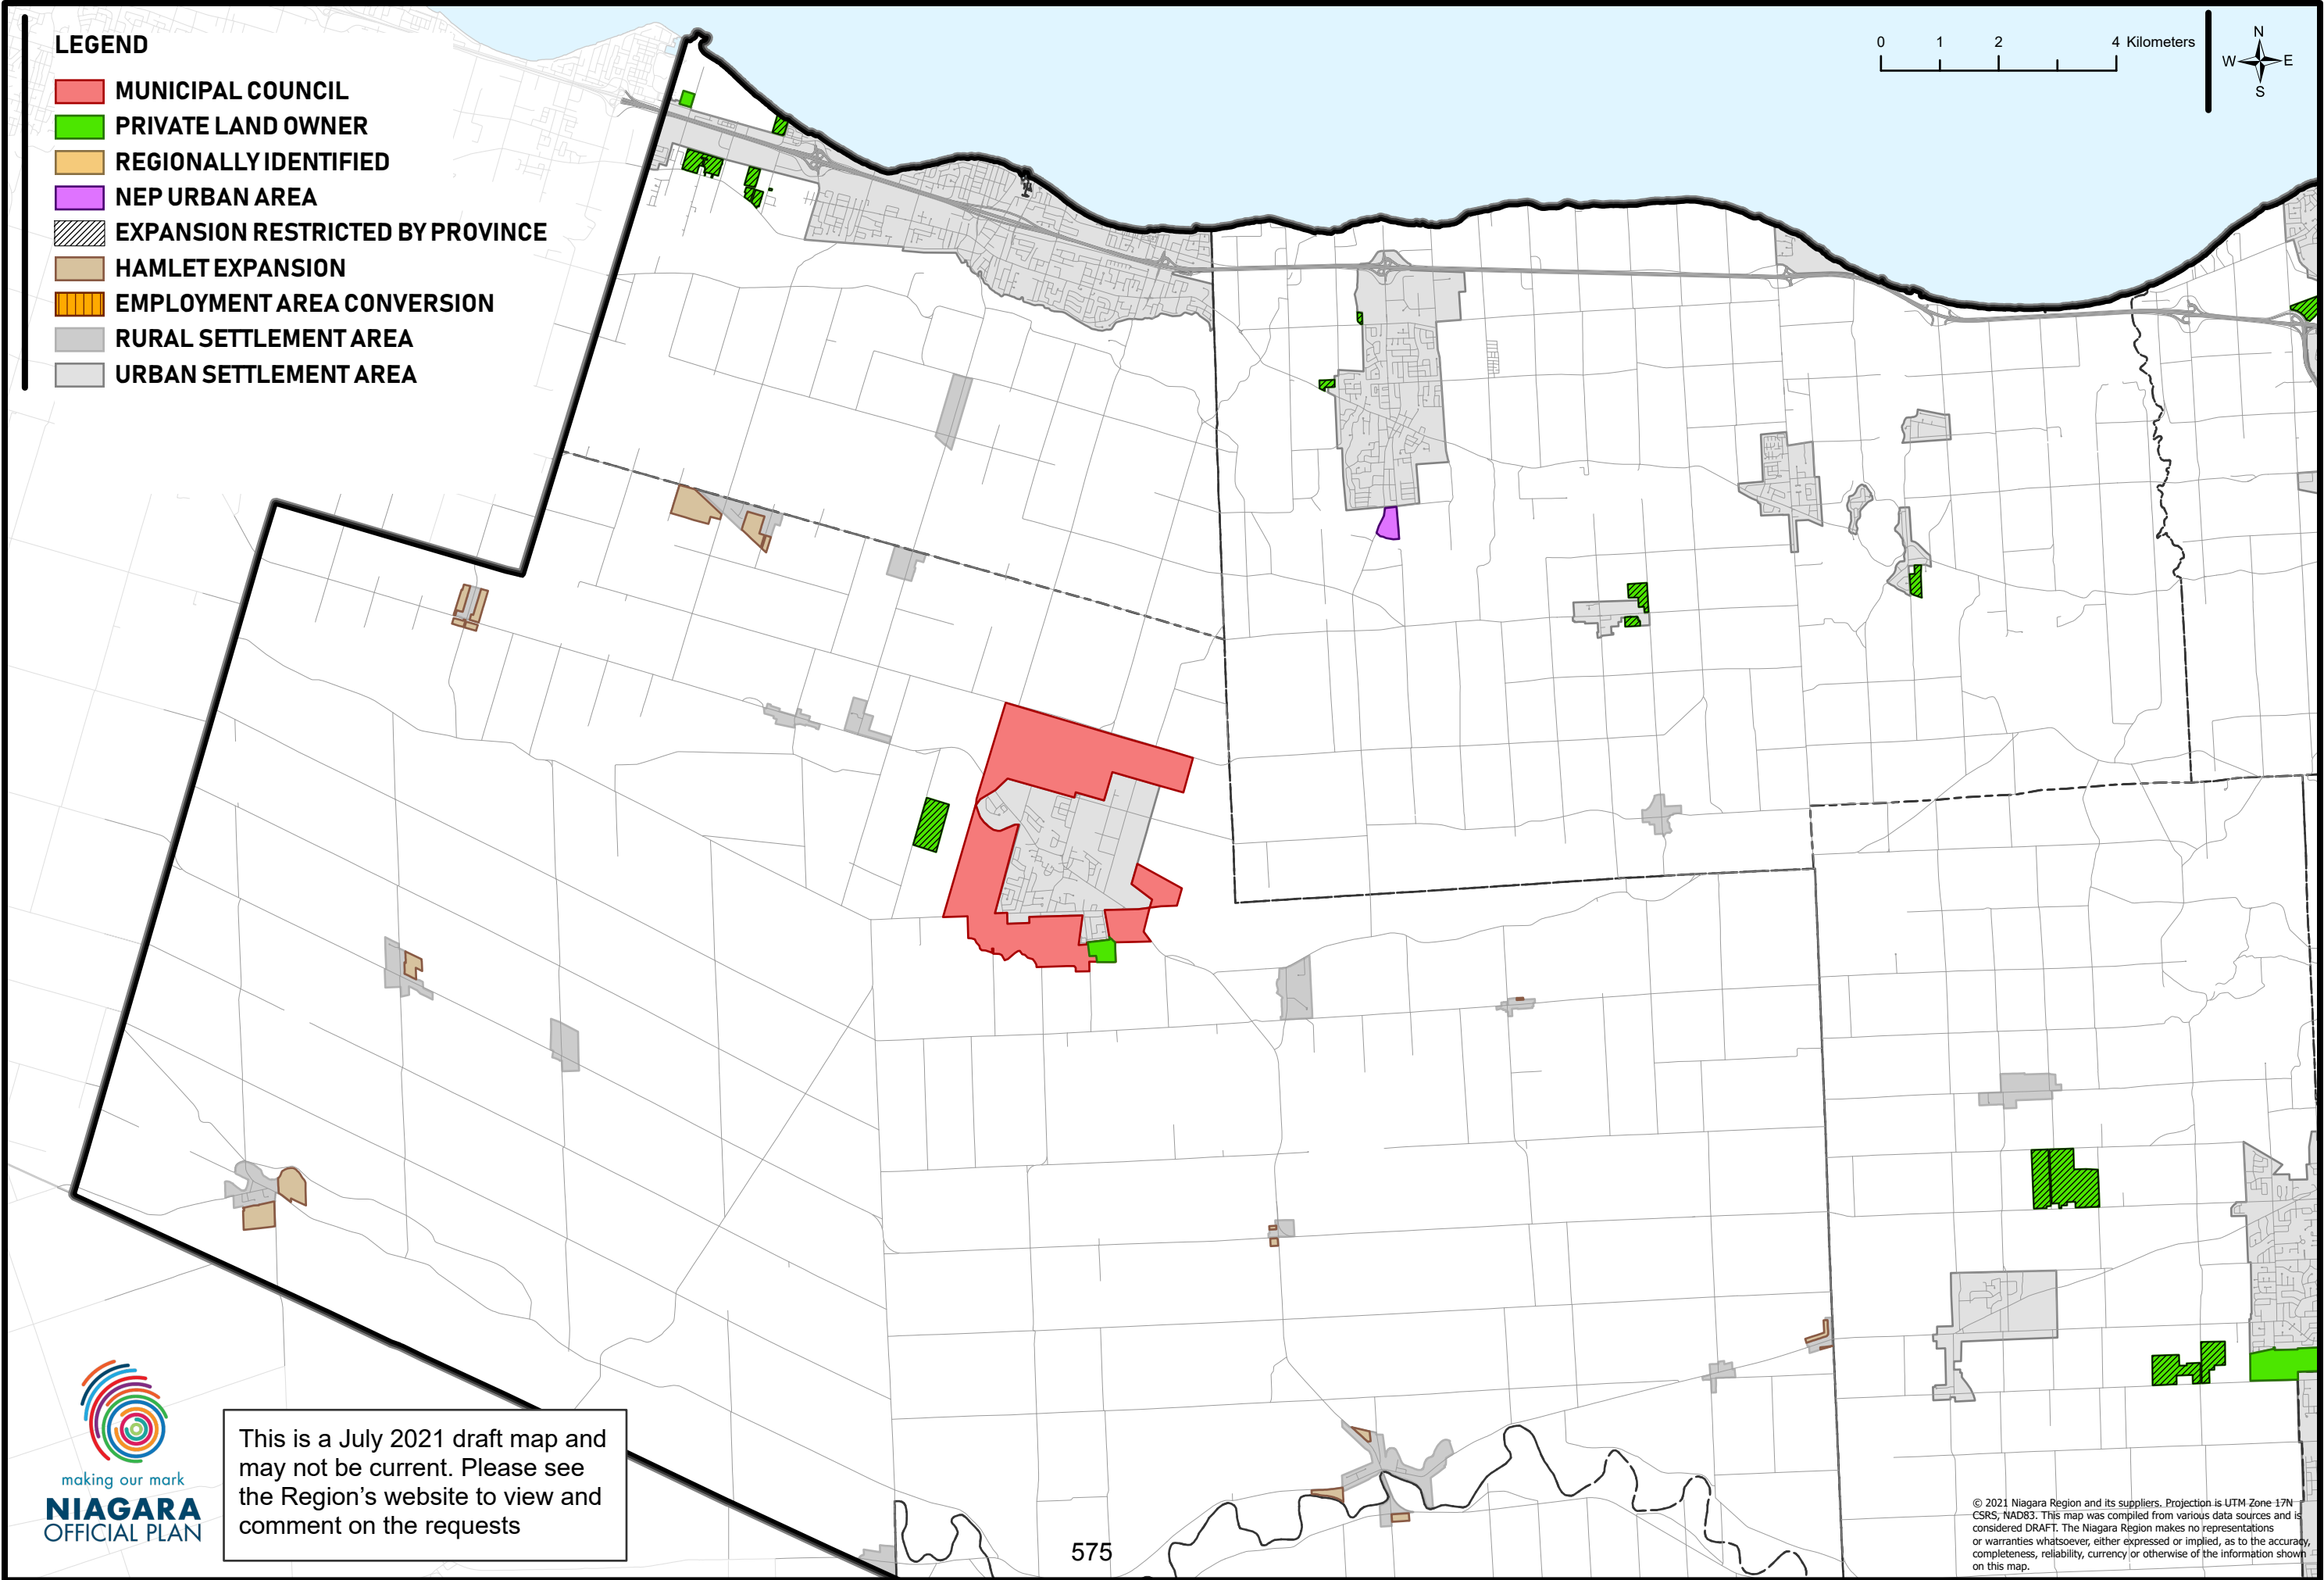 LEGEND
MUNICIPAL COUNCIL
PRIVATE LAND OWNER
REGIONALLY IDENTIFIED
NEP URBAN AREA
EXPANSION RESTRICTED BY PROVINCE
HAMLET EXPANSION
EMPLOYMENT AREA CONVERSION
RURAL SETTLEMENT AREA
URBAN SETTLEMENT AREA
0 1 2 4 Kilometers
N
W E
S
making our mark
NIAGARA
OFFICIAL PLAN
This is a July 2021 draft map and
may not be current. Please see
the Region’s website to view and
comment on the requests
575
© 2021 Niagara Region and its suppliers. Projection is UTM Zone 17N
CSRS, NAD83. This map was compiled from various data sources and is
considered DRAFT. The Niagara Region makes no representations
or warranties whatsoever, either expressed or implied, as to the accuracy,
completeness, reliability, currency or otherwise of the information shown
on this map.